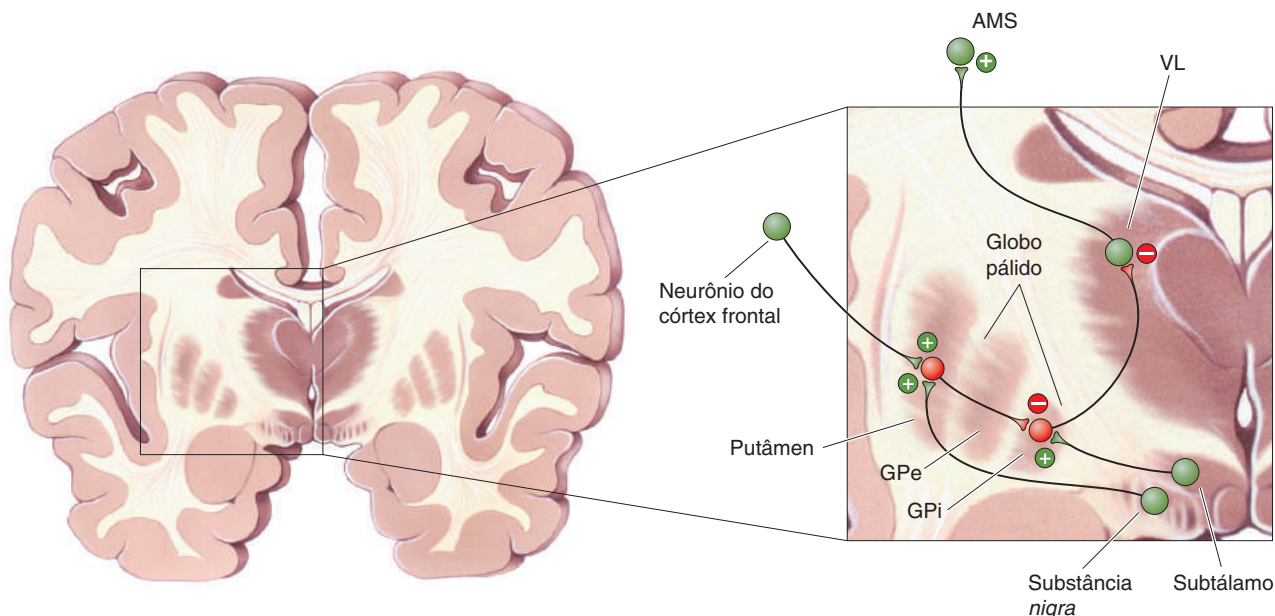 AMS
+
VL
−
Globo
pálido
Neurônio do
córtex frontal
+
+
−
+
Putâmen
GPe
GPi
Substância
nigra
Subtálamo